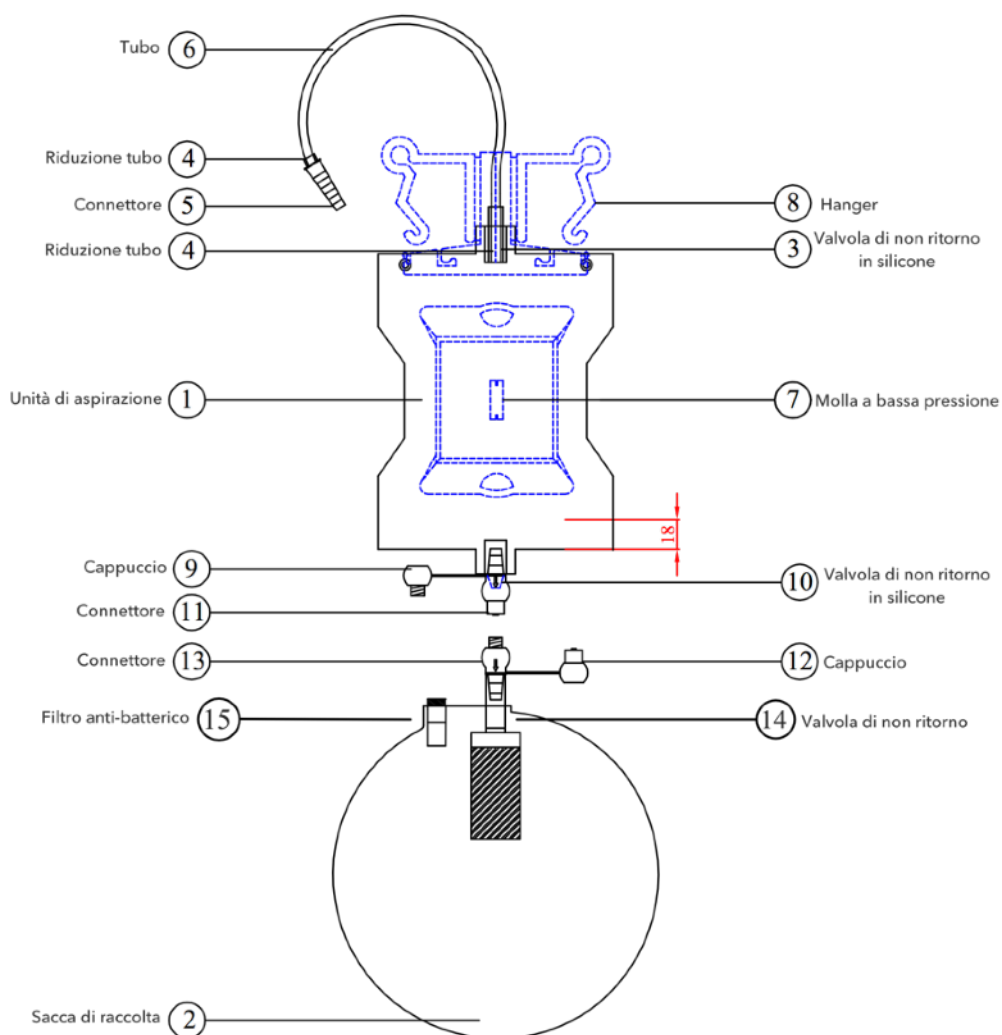 Tubo 6
Riduzione tubo 4
Connettore 5
8 Hanger
Riduzione tubo 4
3 Valvola di non ritorno
in silicone
Unità di aspirazione 1
7 Molla a bassa pressione
18
Cappuccio 9
10 Valvola di non ritorno
in silicone
Connettore 11
Connettore 13
12 Cappuccio
Filtro anti-batterico 15
14 Valvola di non ritorno
Sacca di raccolta 2